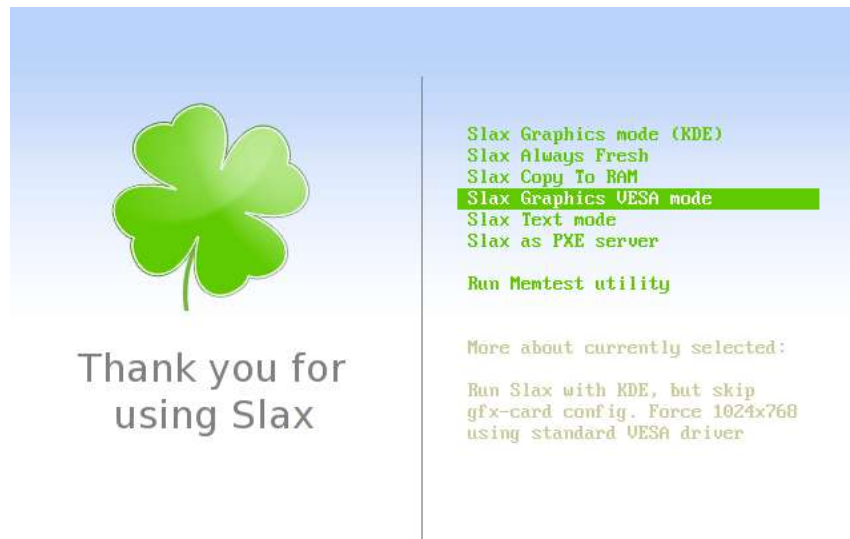 Thank you for
using Slax
Slax Graphics mode (KDE)
Slax Always Fresh
Slax Copy To RAM
Slax Graphics VESA mode
Slax Text mode
Slax as PXE server
Run Memtest utility
More about currently selected:
Run Slax with KDE, but skip
gfx-card config. Force 1024x768
using standard VESA driver